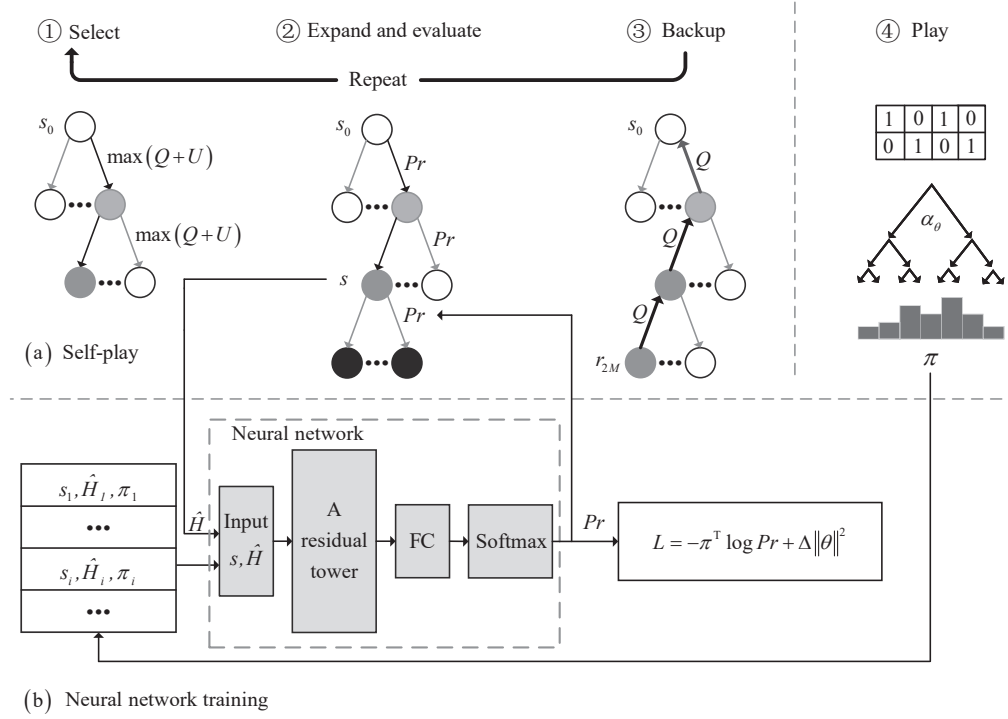 ① Select
② Expand and evaluate
③ Backup
④ Play
Repeat
s₀
max(Q+U)
max(Q+U)
s₀
Pr
Pr
s
Pr
s₀
Q
Q
Q
r₂M
1 0 1 0
0 1 0 1
α_θ
π
(a) Self-play
Neural network
s₁, Ĥ₁, π₁
•••
sᵢ, Ĥᵢ, πᵢ
•••
Ĥ
Input
s, Ĥ
A
residual
tower
FC
Softmax
Pr
L = −πᵀ log Pr + Δ‖θ‖²
(b) Neural network training